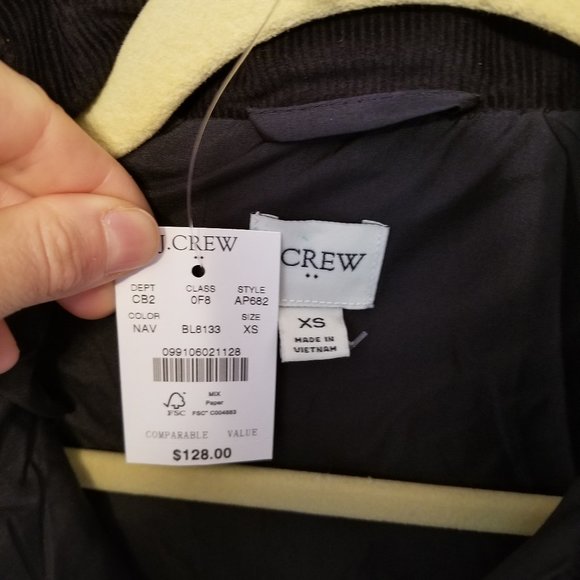 J.CREW
DEPT CLASS STYLE
CB2 0F8 AP682
COLOR SIZE
NAV BL8133 XS
099106021128
MIX
Paper
FSC FSC® C004683
COMPARABLE VALUE
$128.00
CREW
XS
MADE IN
VIETNAM